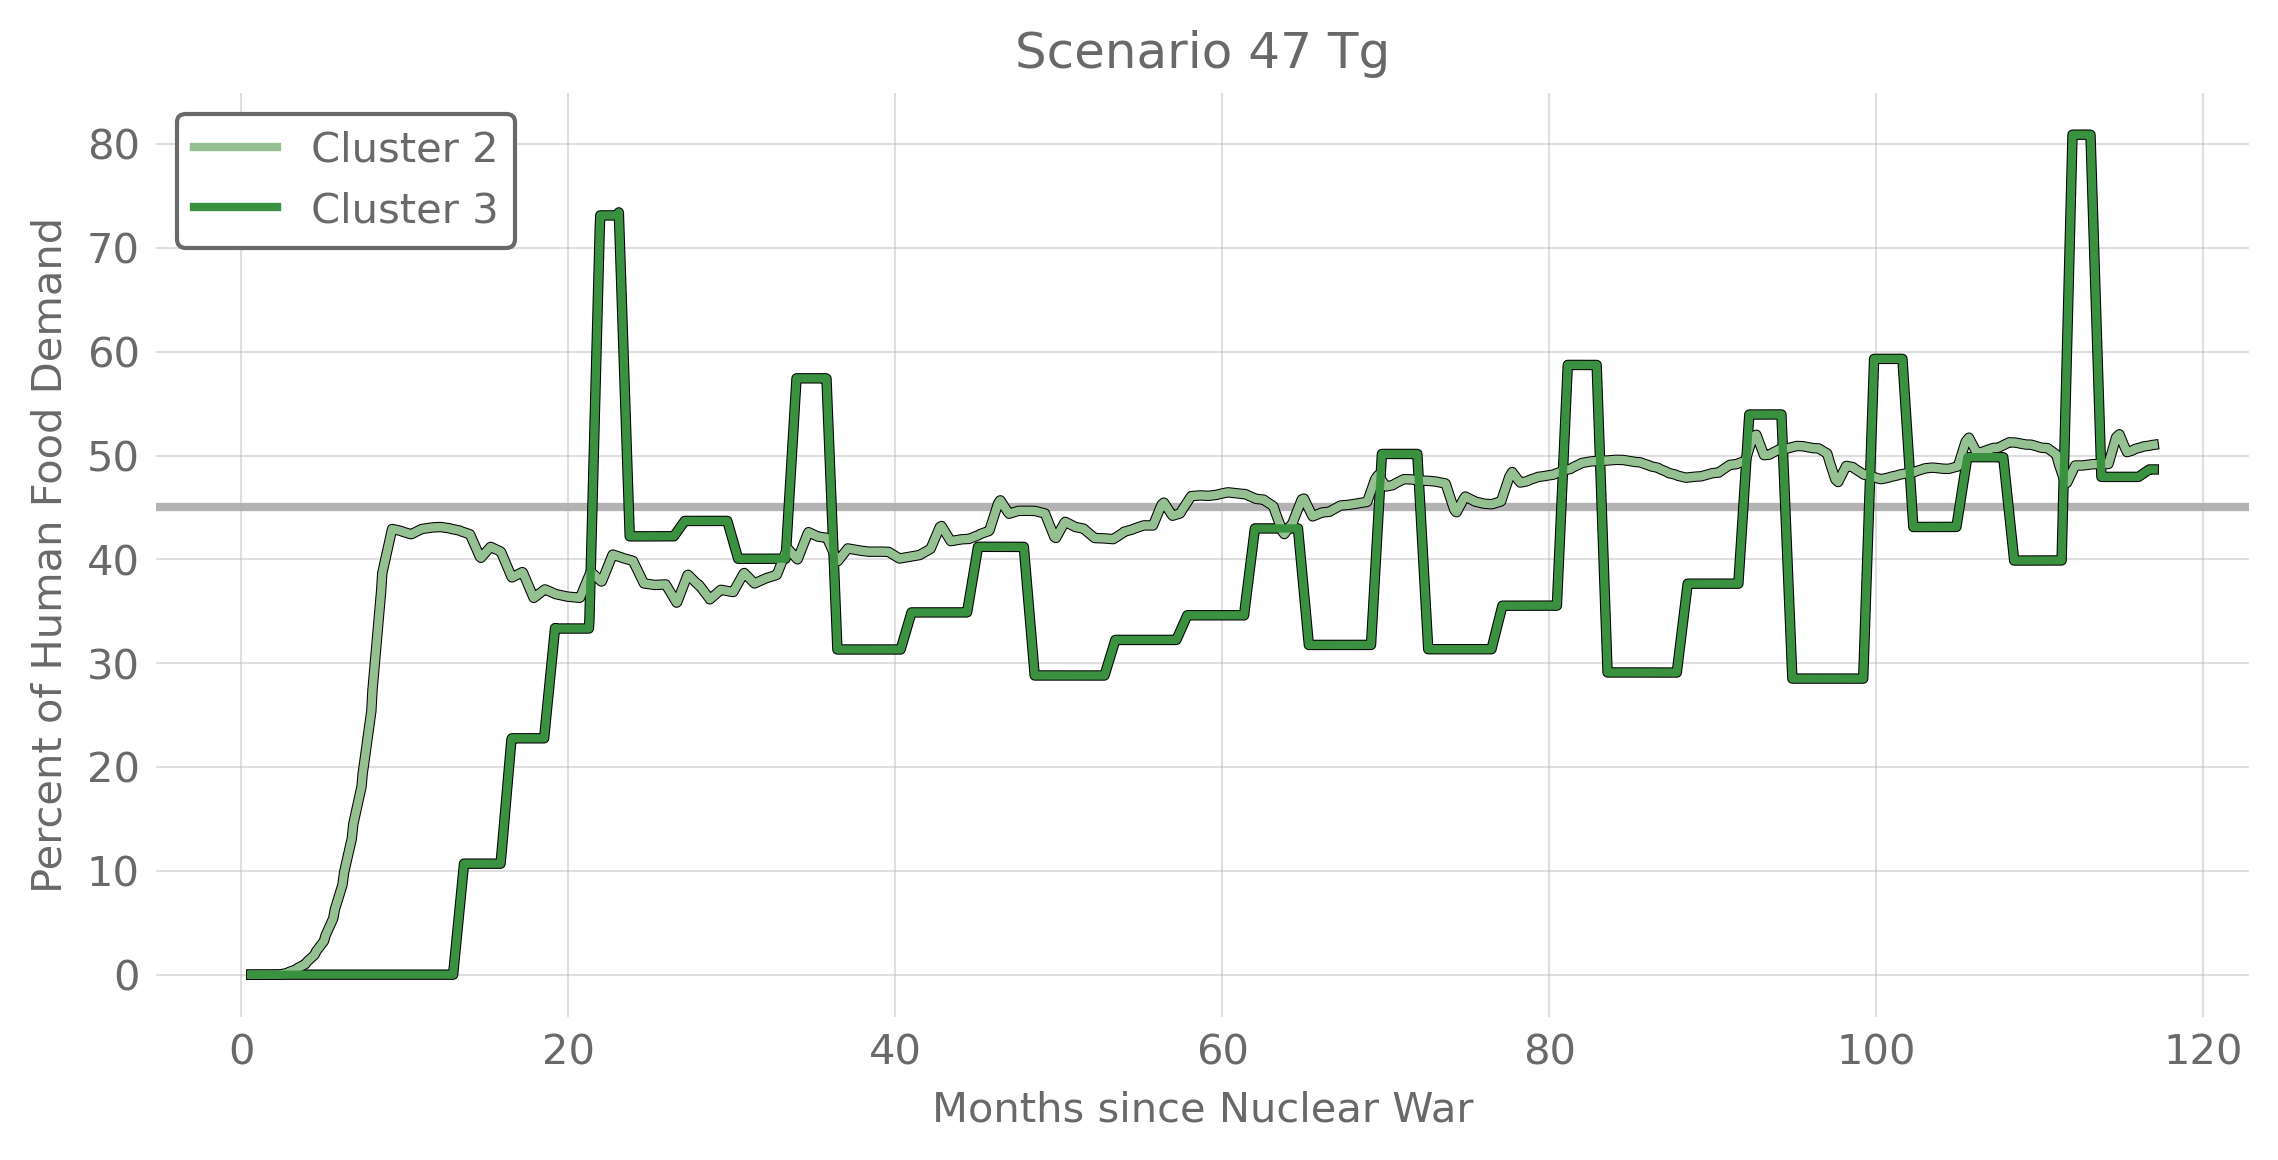 Scenario 47 Tg
Cluster 2
Cluster 3
Percent of Human Food Demand
80
70
60
50
40
30
20
10
0
0 20 40 60 80 100 120
Months since Nuclear War